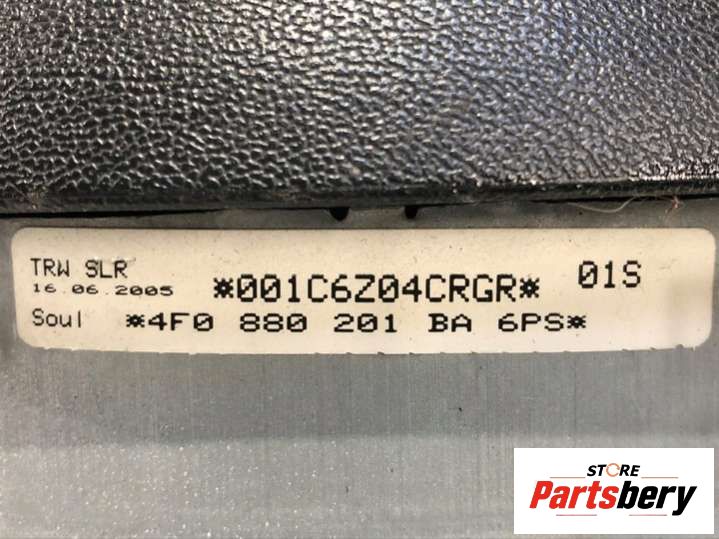 TRW SLR
16.06.2005
*001C6Z04CRGR*
01S
Soul *4F0 880 201 BA 6PS*
STORE
Partsbery